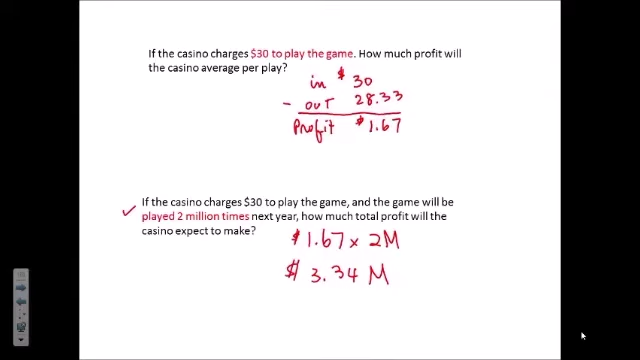 If the casino charges $30 to play the game. How much profit will
the casino average per play?
in $ 30
- out 28.33
Profit $ 1.67
If the casino charges $30 to play the game, and the game will be
✓ played 2 million times next year, how much total profit will the
casino expect to make?
$1.67 x 2M
$ 3.34 M